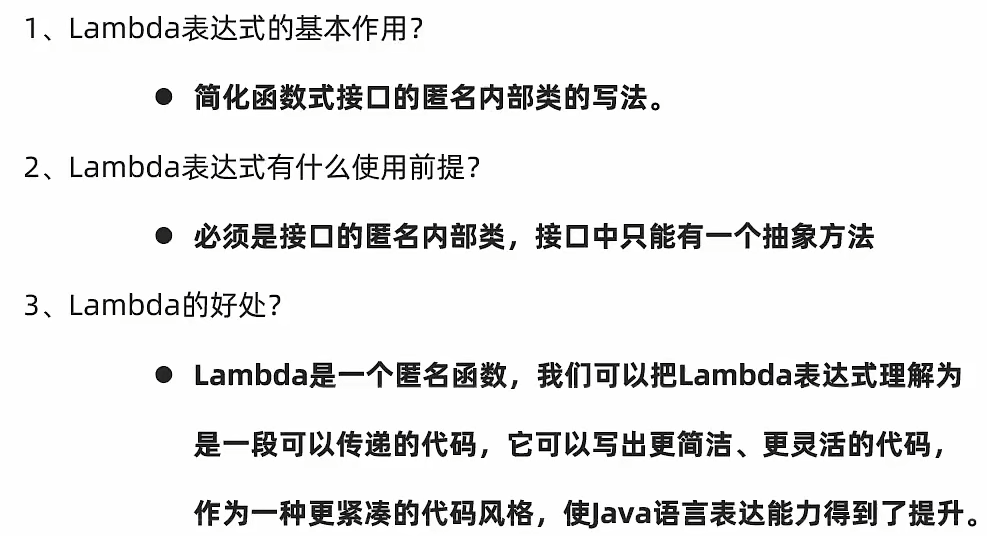 1、Lambda表达式的基本作用？
● 简化函数式接口的匿名内部类的写法。
2、Lambda表达式有什么使用前提？
● 必须是接口的匿名内部类，接口中只能有一个抽象方法
3、Lambda的好处？
● Lambda是一个匿名函数，我们可以把Lambda表达式理解为
是一段可以传递的代码，它可以写出更简洁、更灵活的代码，
作为一种更紧凑的代码风格，使Java语言表达能力得到了提升。